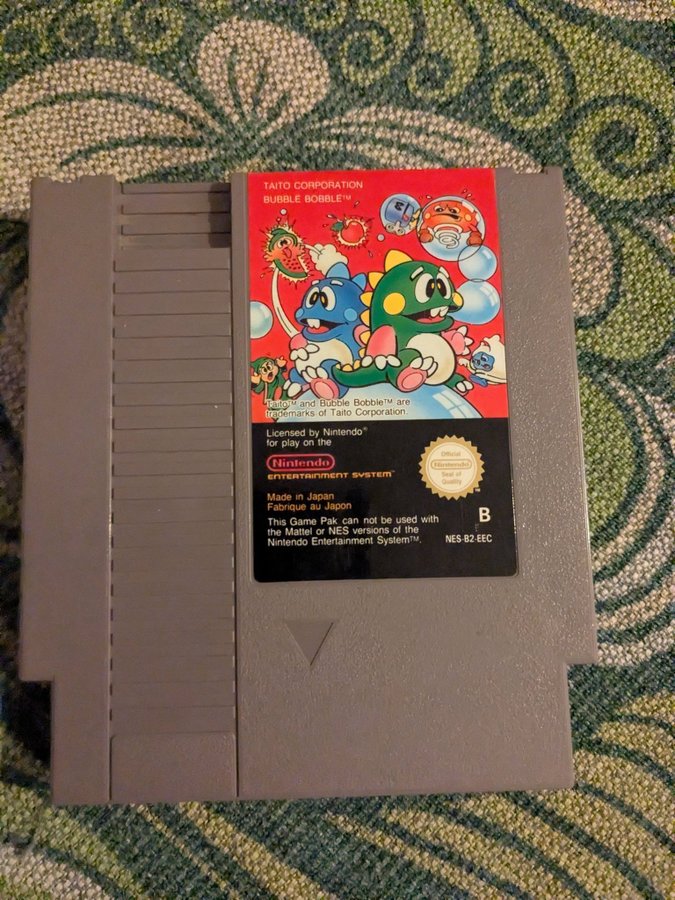 TAITO CORPORATION
BUBBLE BOBBLE™
Taito™ and Bubble Bobble™ are
trademarks of Taito Corporation.
Licensed by Nintendo®
for play on the
Nintendo
ENTERTAINMENT SYSTEM™
Made in Japan
Fabrique au Japon
This Game Pak can not be used with
the Mattel or NES versions of the
Nintendo Entertainment System™.
Official
Nintendo
Seal of
Quality
TM
B
NES-B2-EEC